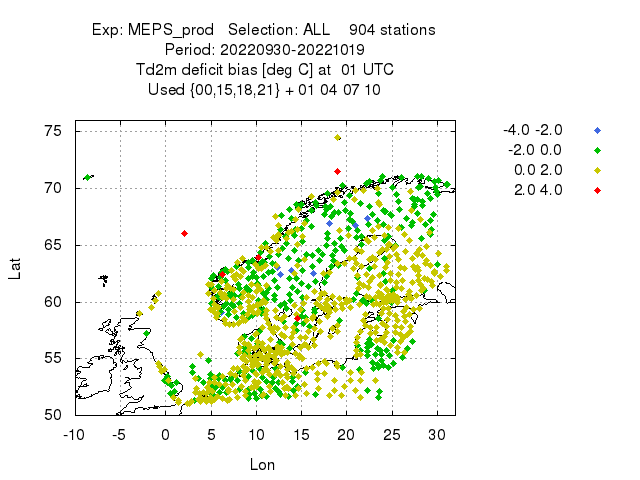 Exp: MEPS_prod   Selection: ALL    904 stations
Period: 20220930-20221019
Td2m deficit bias [deg C] at  01 UTC
Used {00,15,18,21} + 01 04 07 10
-4.0 -2.0
-2.0 0.0
0.0 2.0
2.0 4.0
75
70
65
60
55
50
Lat
-10 -5 0 5 10 15 20 25 30
Lon